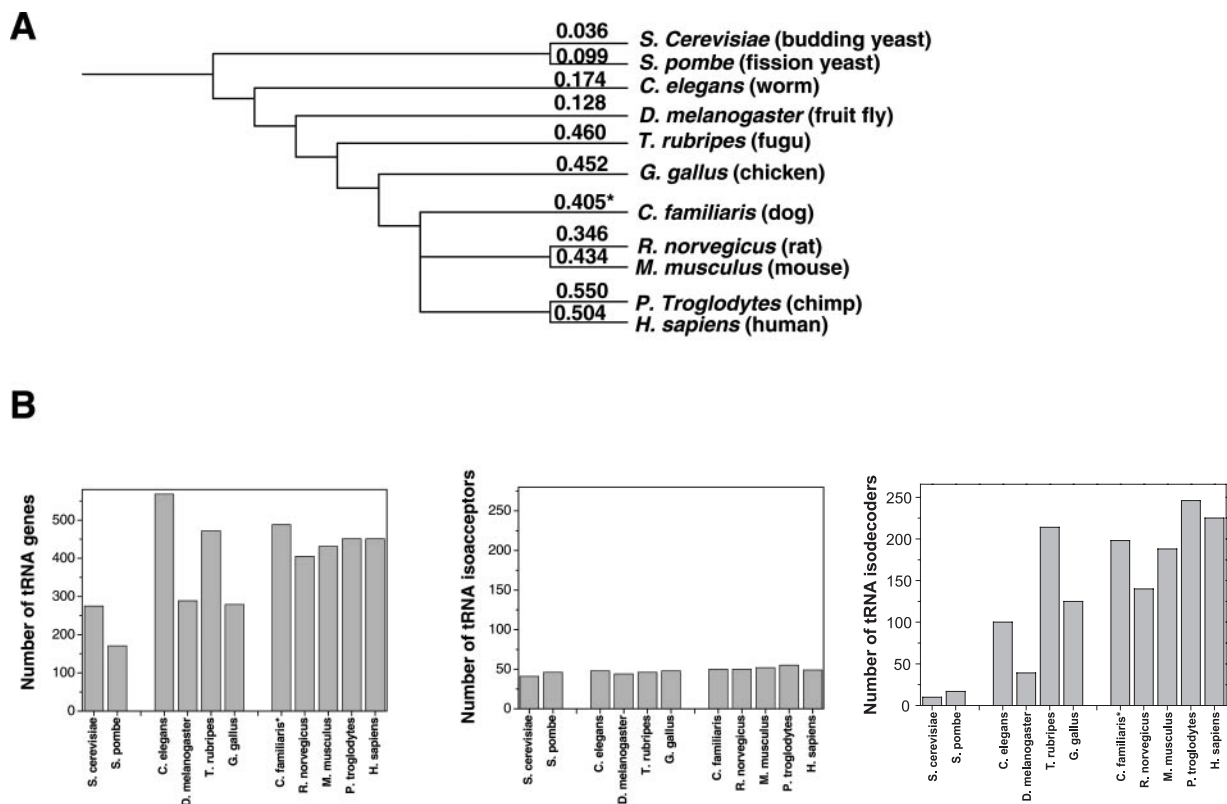 A
0.036
S. Cerevisiae (budding yeast)
0.099
S. pombe (fission yeast)
0.174
C. elegans (worm)
0.128
D. melanogaster (fruit fly)
0.460
T. rubripes (fugu)
0.452
G. gallus (chicken)
0.405*
C. familiaris (dog)
0.346
R. norvegicus (rat)
0.434
M. musculus (mouse)
0.550
P. Troglodytes (chimp)
0.504
H. sapiens (human)
B
Number of tRNA genes
500
400
300
200
100
0
S. cerevisiae
S. pombe
C. elegans
D. melanogaster
T. rubripes
G. gallus
C. familiaris*
R. norvegicus
M. musculus
P. troglodytes
H. sapiens
Number of tRNA isoacceptors
250
200
150
100
50
0
S. cerevisiae
S. pombe
C. elegans
D. melanogaster
T. rubripes
G. gallus
C. familiaris
R. norvegicus
M. musculus
P. troglodytes
H. sapiens
Number of tRNA isodecoders
250
200
150
100
50
0
S. cerevisiae
S. pombe
C. elegans
D. melanogaster
T. rubripes
G. gallus
C. familiaris*
R. norvegicus
M. musculus
P. troglodytes
H. sapiens